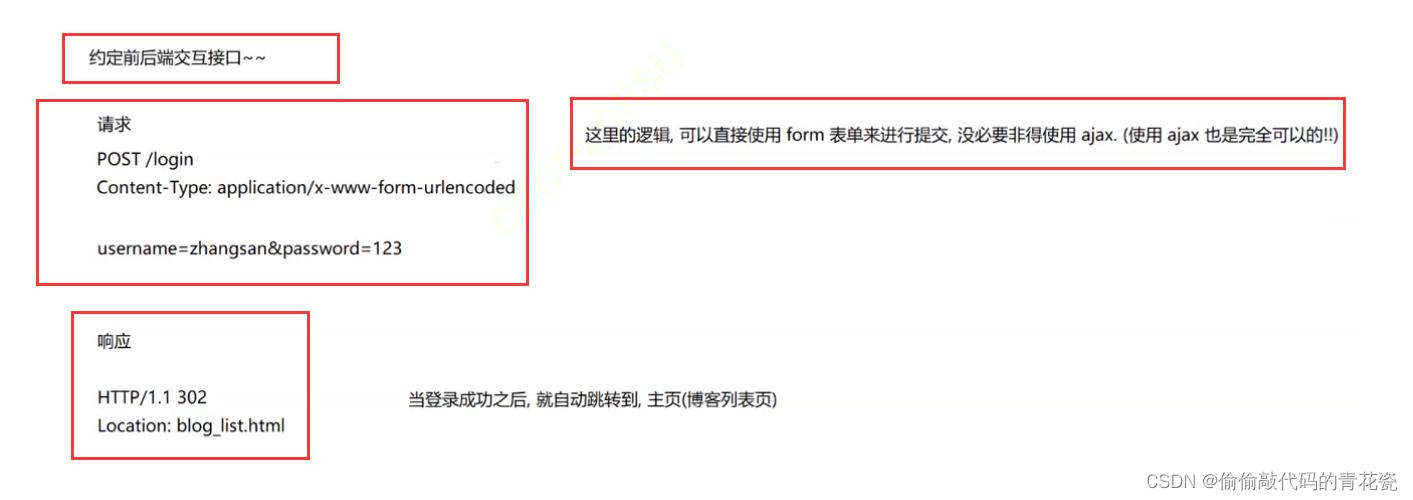 约定前后端交互接口~~
请求
POST /login
Content-Type: application/x-www-form-urlencoded
username=zhangsan&password=123
这里的逻辑, 可以直接使用 form 表单来进行提交, 没必要非得使用 ajax. (使用 ajax 也是完全可以的!!)
响应
HTTP/1.1 302
Location: blog_list.html
当登录成功之后, 就自动跳转到, 主页(博客列表页)
CSDN @偷偷敲代码的青花瓷